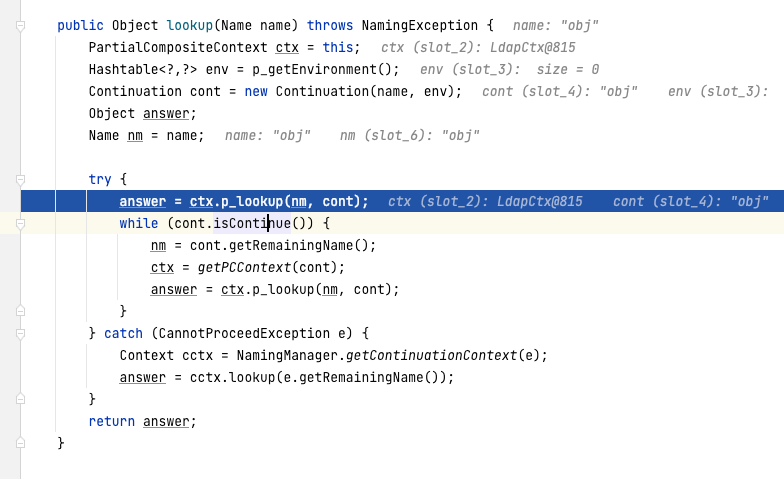 public Object lookup(Name name) throws NamingException {   name: "obj"
    PartialCompositeContext ctx = this;   ctx (slot_2): LdapCtx@815
    Hashtable<?,?> env = p_getEnvironment();   env (slot_3):  size = 0
    Continuation cont = new Continuation(name, env);   cont (slot_4): "obj"    env (slot_3):
    Object answer;
    Name nm = name;   name: "obj"    nm (slot_6): "obj"
    try {
        answer = ctx.p_lookup(nm, cont);   ctx (slot_2): LdapCtx@815    cont (slot_4): "obj"
        while (cont.isContinue()) {
            nm = cont.getRemainingName();
            ctx = getPCContext(cont);
            answer = ctx.p_lookup(nm, cont);
        }
    } catch (CannotProceedException e) {
        Context cctx = NamingManager.getContinuationContext(e);
        answer = cctx.lookup(e.getRemainingName());
    }
    return answer;
}